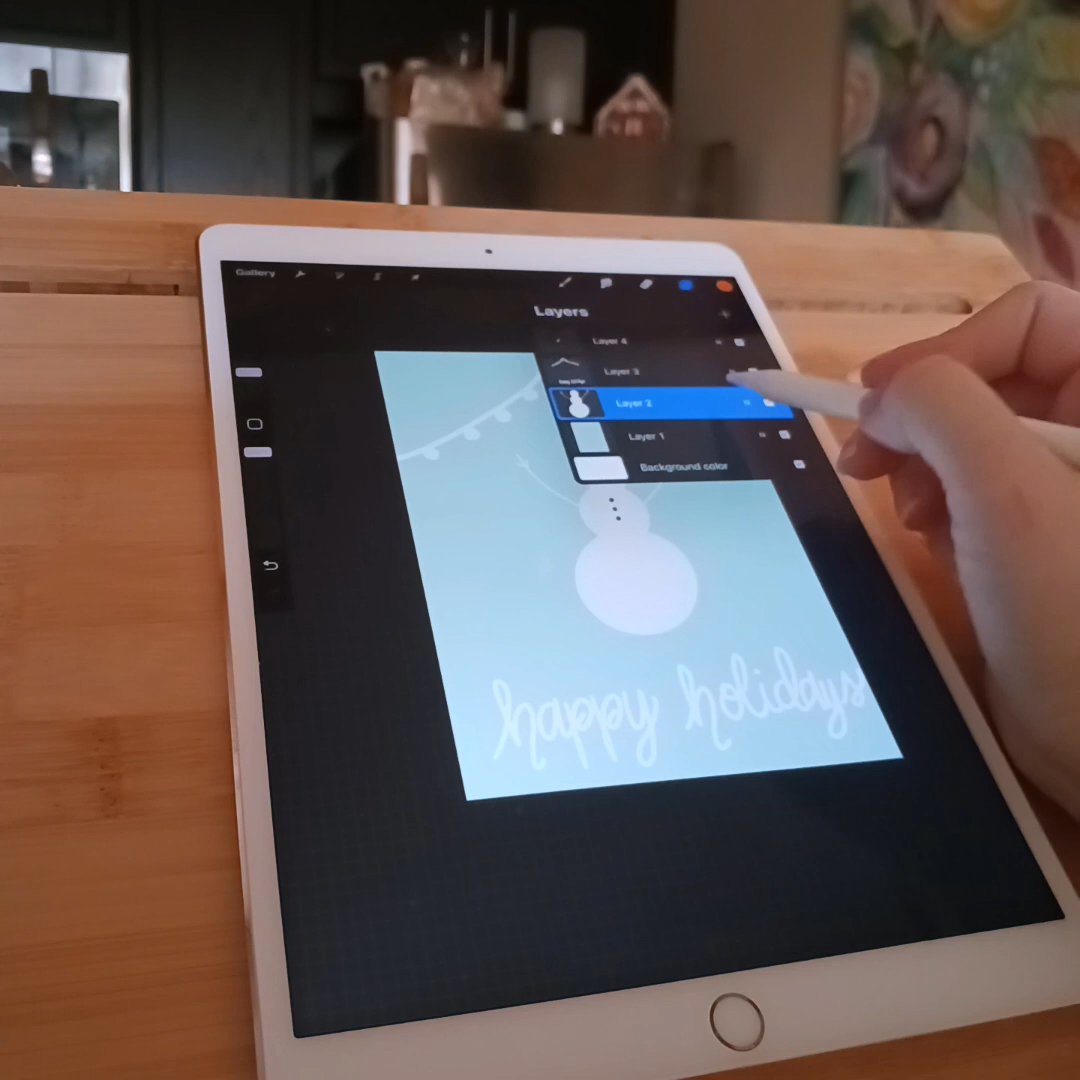 Gallery
Layers
Layer 4
Layer 3
Layer 2
Layer 1
Background color
happy holidays